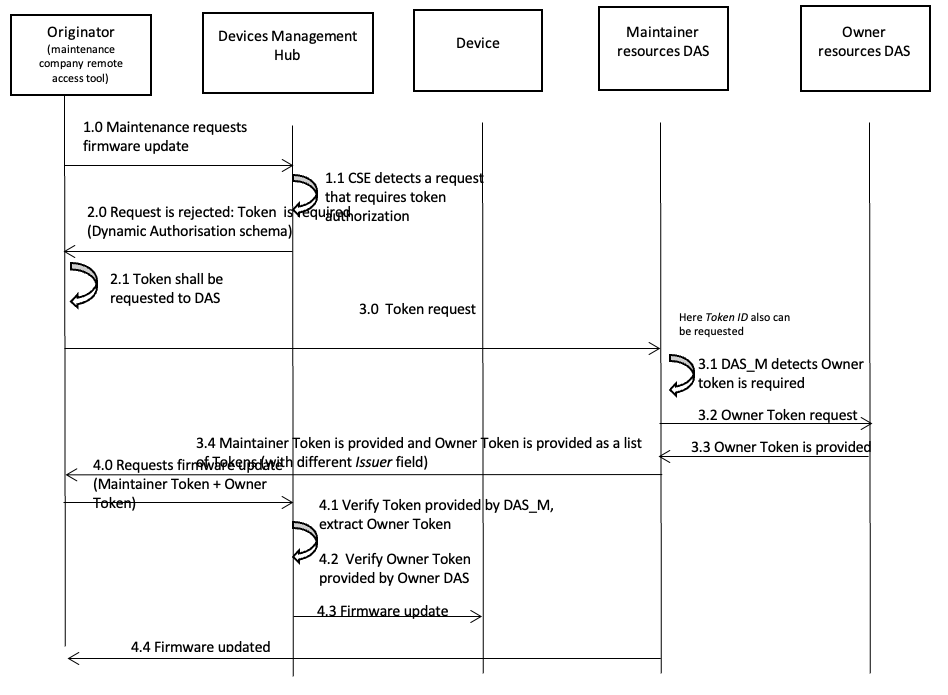 Originator
(maintenance
company remote
access tool)
Devices Management
Hub
Device
Maintainer
resources DAS
Owner
resources DAS
1.0 Maintenance requests
firmware update
1.1 CSE detects a request
that requires token
authorization
2.0 Request is rejected: Token is required
(Dynamic Authorisation schema)
2.1 Token shall be
requested to DAS
3.0 Token request
Here Token ID also can
be requested
3.1 DAS_M detects Owner
token is required
3.2 Owner Token request
3.3 Owner Token is provided
3.4 Maintainer Token is provided and Owner Token is provided as a list
of Tokens (with different Issuer field)
4.0 Requests firmware update
(Maintainer Token + Owner
Token)
4.1 Verify Token provided by DAS_M,
extract Owner Token
4.2 Verify Owner Token
provided by Owner DAS
4.3 Firmware update
4.4 Firmware updated